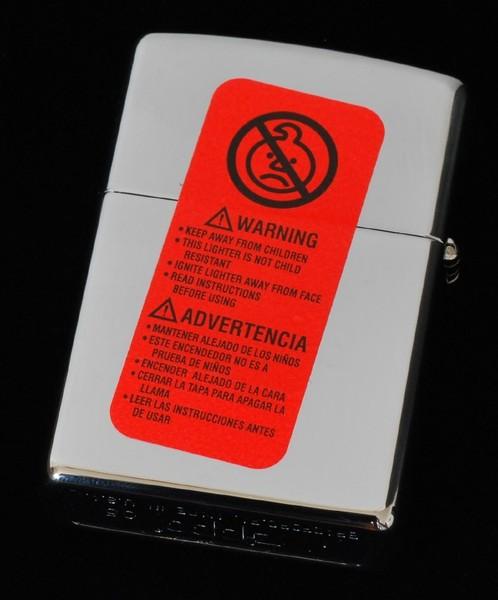 ⚠ WARNING
• KEEP AWAY FROM CHILDREN
• THIS LIGHTER IS NOT CHILD
RESISTANT
• IGNITE LIGHTER AWAY FROM FACE
• READ INSTRUCTIONS
BEFORE USING
⚠ ADVERTENCIA
• MANTENER ALEJADO DE LOS NIÑOS
• ESTE ENCENDEDOR NO ES A
PRUEBA DE NIÑOS
• ENCENDER ALEJADO DE LA CARA
• CERRAR LA TAPA PARA APAGAR LA
LLAMA
• LEER LAS INSTRUCCIONES ANTES
DE USAR